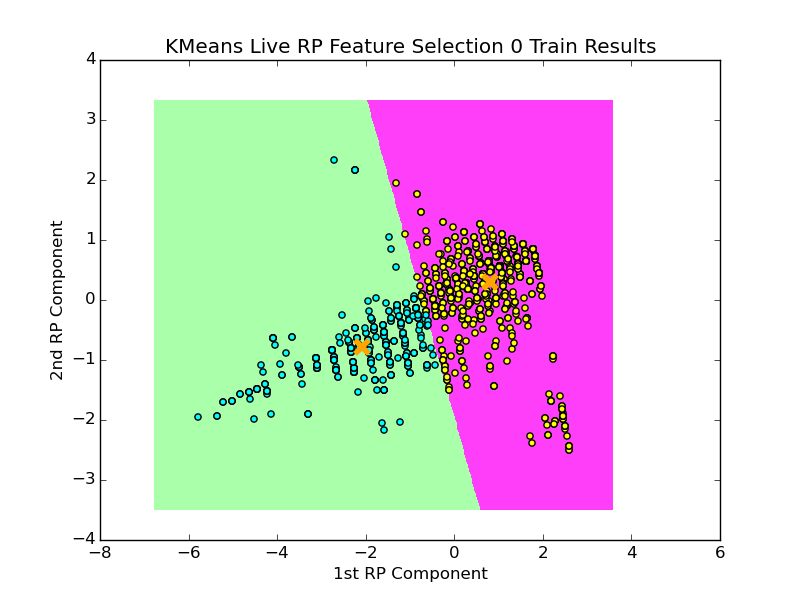 KMeans Live RP Feature Selection 0 Train Results
4
3
2
1
0
−1
−2
−3
−4
2nd RP Component
−8 −6 −4 −2 0 2 4 6
1st RP Component